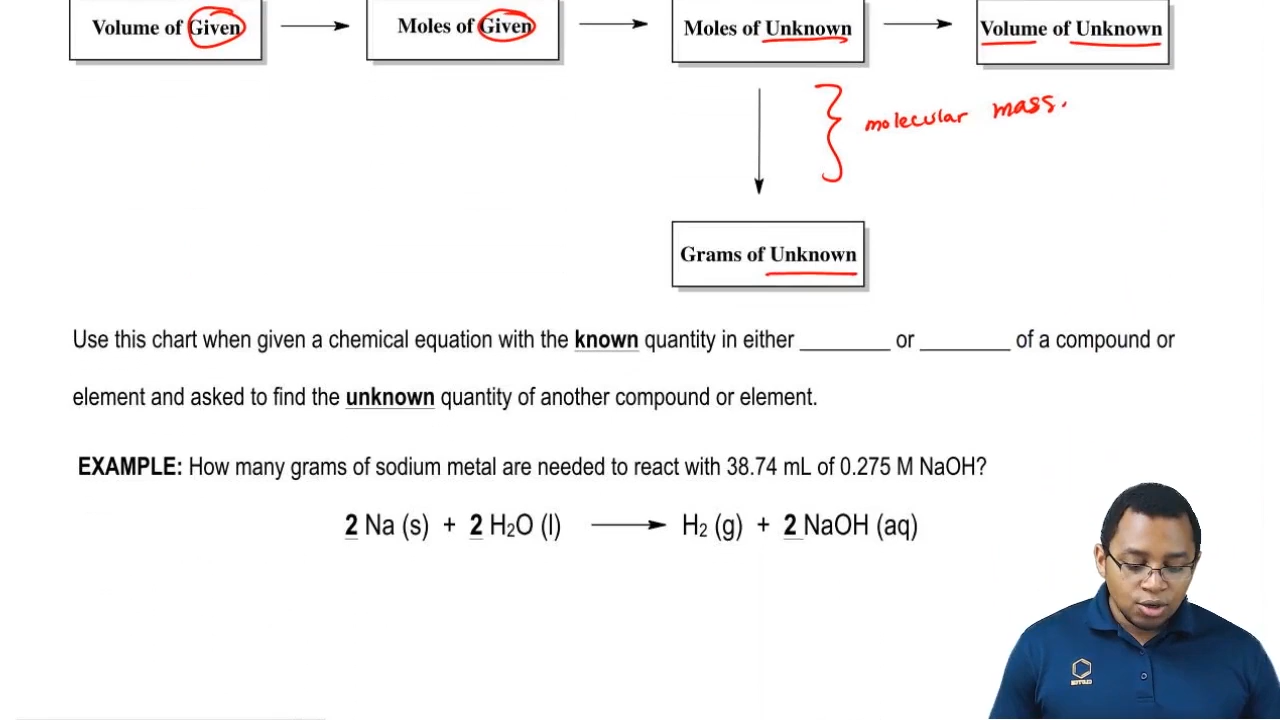 Volume of Given
Moles of Given
Moles of Unknown
Volume of Unknown
molecular mass.
Grams of Unknown
Use this chart when given a chemical equation with the known quantity in either _________ or _________ of a compound or
element and asked to find the unknown quantity of another compound or element.
EXAMPLE: How many grams of sodium metal are needed to react with 38.74 mL of 0.275 M NaOH?
2 Na (s) + 2 H₂O (l) ⟶ H₂ (g) + 2 NaOH (aq)